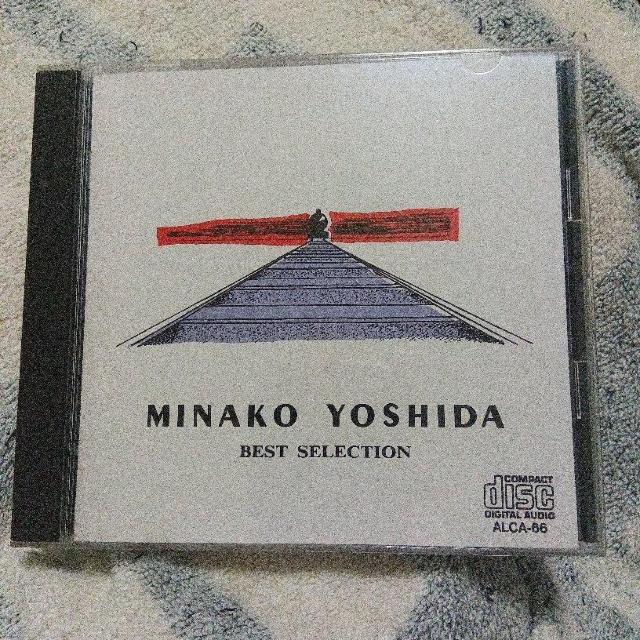 MINAKO YOSHIDA
BEST SELECTION
COMPACT
disc
DIGITAL AUDIO
ALCA-66